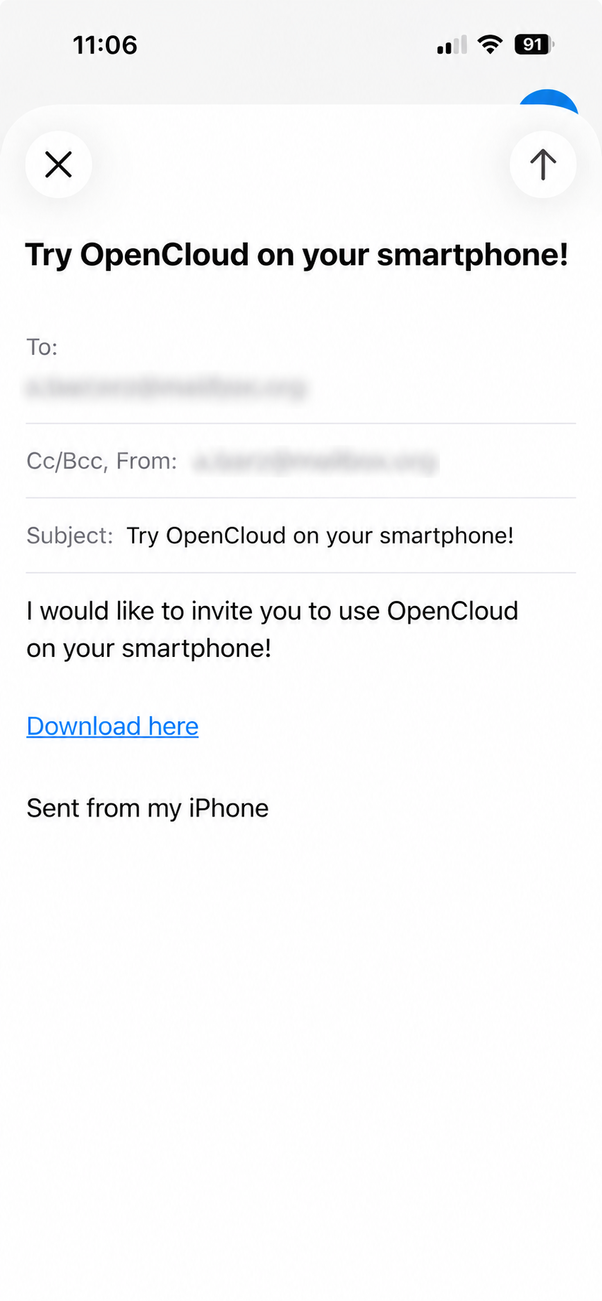 11:06
91
Try OpenCloud on your smartphone!
To:
Cc/Bcc, From:
Subject: Try OpenCloud on your smartphone!
I would like to invite you to use OpenCloud
on your smartphone!
Download here
Sent from my iPhone